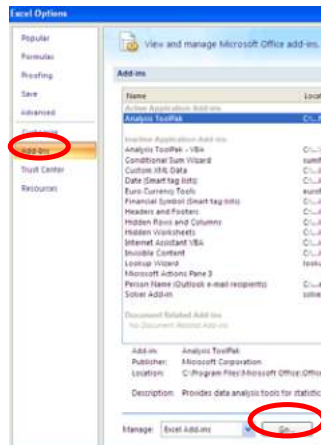 Excel Options
Popular
Formulas
Proofing
Save
Advanced
Customize
Add-Ins
Trust Center
Resources
View and manage Microsoft Office add-ins.
Add-ins
Name Locat
Active Application Add-ins
Analysis ToolPak C:\...
Inactive Application Add-ins
Analysis ToolPak - VBA C:\...
Conditional Sum Wizard sumif
Custom XML Data C:\...
Date (Smart tag lists) C:\...
Euro Currency Tools eurot
Financial Symbol (Smart tag lists) C:\...
Headers and Footers C:\...
Hidden Rows and Columns C:\...
Hidden Worksheets C:\...
Internet Assistant VBA C:\...
Invisible Content C:\...
Lookup Wizard looku
Microsoft Actions Pane 3
Person Name (Outlook e-mail recipients) C:\...
Solver Add-in solve
Document Related Add-ins
No Document Related Add-ins
Add-in: Analysis ToolPak
Publisher: Microsoft Corporation
Location: C:\Program Files\Microsoft Office\Office
Description: Provides data analysis tools for statistic
Manage: Excel Add-ins Go...